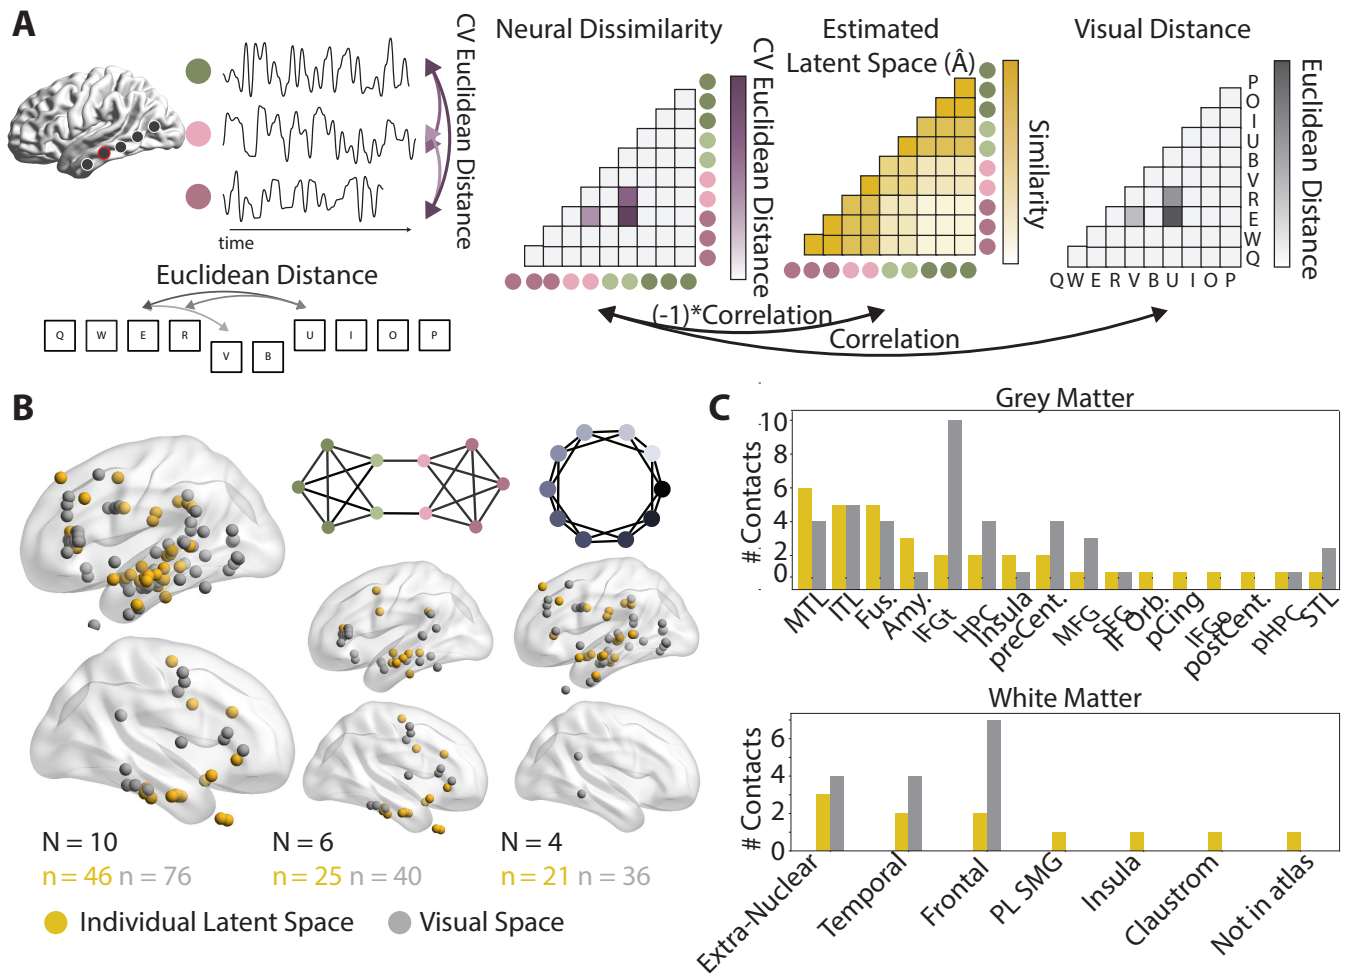 A
time
CV Euclidean Distance
Euclidean Distance
Q W E R V B U I O P
Neural Dissimilarity
CV Euclidean Distance
Estimated
Latent Space (Â)
Similarity
Visual Distance
P
O
I
U
B
V
R
E
W
Q
Q W E R V B U I O P
Euclidean Distance
(-1)*Correlation
Correlation
B
N = 10
n = 46 n = 76
N = 6
n = 25 n = 40
N = 4
n = 21 n = 36
Individual Latent Space
Visual Space
C
Grey Matter
# Contacts
10
8
6
4
2
0
MTL
ITL
Fus.
Amy.
IFGt
HPC
Insula
preCent.
MFG
SFG
IF Orb.
pCing
IFGo
postCent.
pHPC
STL
White Matter
# Contacts
6
4
2
0
Extra-Nuclear
Temporal
Frontal
PL SMG
Insula
Claustrom
Not in atlas